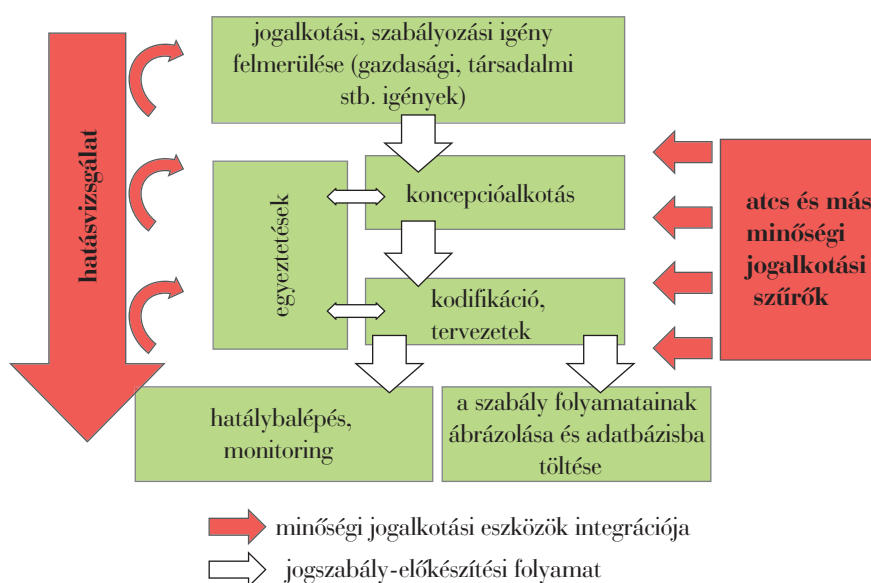 jogalkotási, szabályozási igény
felmerülése (gazdasági, társadalmi
stb. igények)
hatásvizsgálat
egyeztetések
koncepcióalkotás
atcs és más
minőségi
jogalkotási
szűrők
kodifikáció,
tervezetek
hatálybalépés,
monitoring
a szabály folyamatainak
ábrázolása és adatbázisba
töltése
minőségi jogalkotási eszközök integrációja
jogszabály-előkészítési folyamat